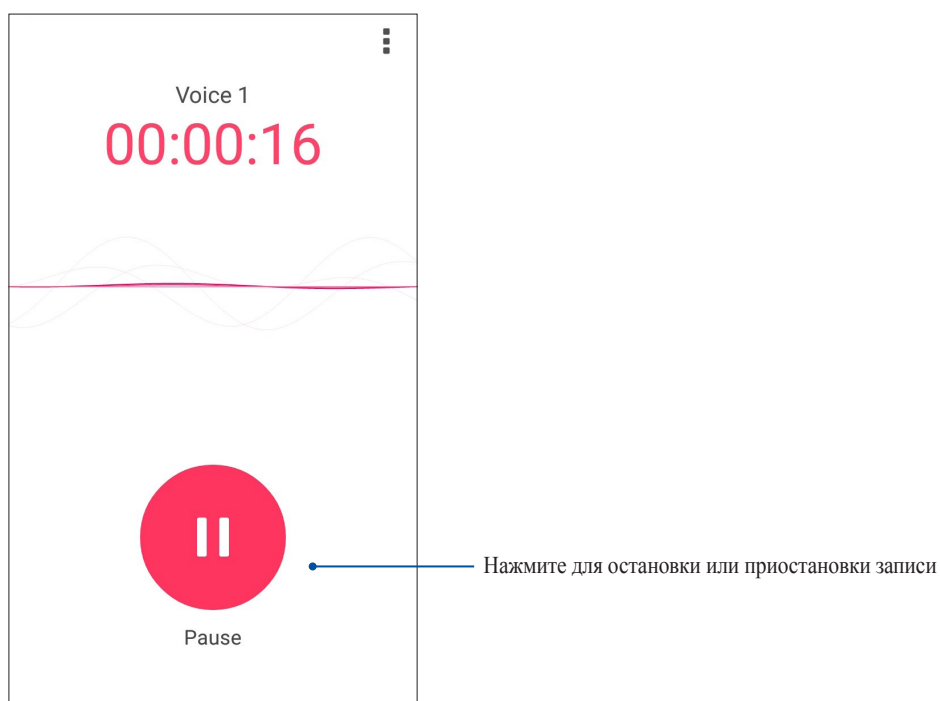 Voice 1
00:00:16
Нажмите для остановки или приостановки записи
Pause